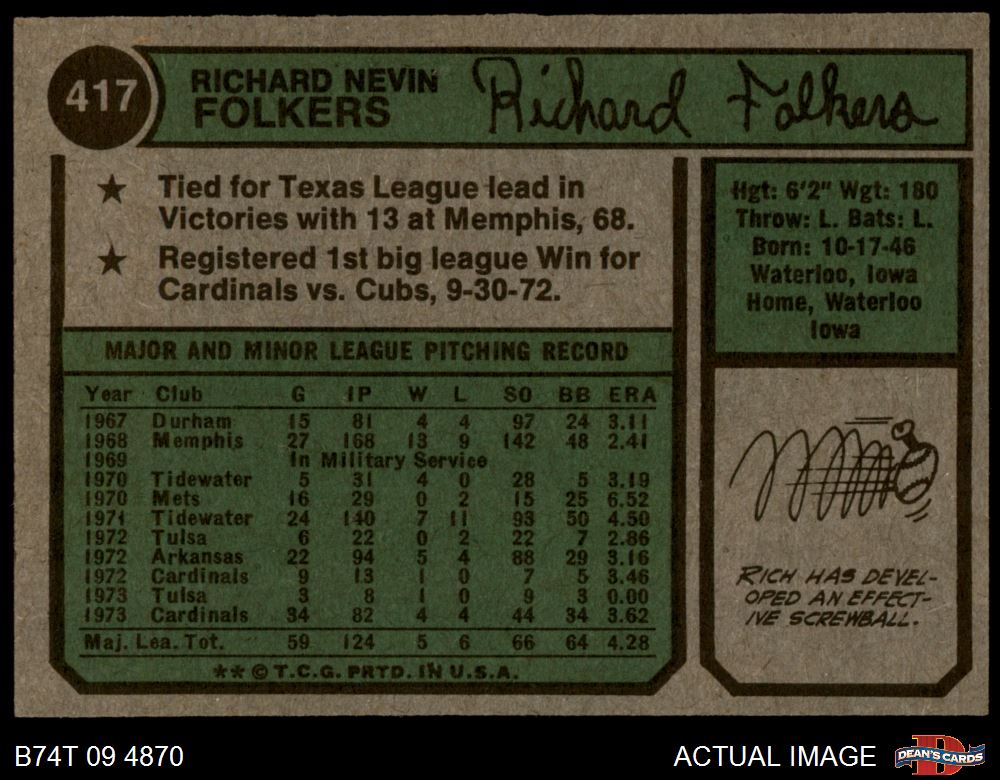 417
RICHARD NEVIN
FOLKERS
Richard Folkers
★ Tied for Texas League lead in
Victories with 13 at Memphis, 68.
★ Registered 1st big league Win for
Cardinals vs. Cubs, 9-30-72.
Hgt: 6'2" Wgt: 180
Throw: L. Bats: L.
Born: 10-17-46
Waterloo, Iowa
Home, Waterloo
Iowa
MAJOR AND MINOR LEAGUE PITCHING RECORD
Year Club G IP W L SO BB ERA
1967 Durham 15 81 4 4 97 24 3.11
1968 Memphis 27 168 13 9 142 48 2.41
1969 In Military Service
1970 Tidewater 5 31 4 0 28 5 3.19
1970 Mets 16 29 0 2 15 25 6.52
1971 Tidewater 24 140 7 11 93 50 4.50
1972 Tulsa 6 22 0 2 22 7 2.86
1972 Arkansas 22 94 5 4 88 29 3.16
1972 Cardinals 9 13 1 0 7 5 3.46
1973 Tulsa 3 8 1 0 9 3 0.00
1973 Cardinals 34 82 4 4 44 34 3.62
Maj. Lea. Tot. 59 124 5 6 66 64 4.28
** © T.C.G. PRTD. IN U.S.A.
RICH HAS DEVEL-
OPED AN EFFECT-
IVE SCREWBALL.
B74T 09 4870
ACTUAL IMAGE
DEAN'S CARDS